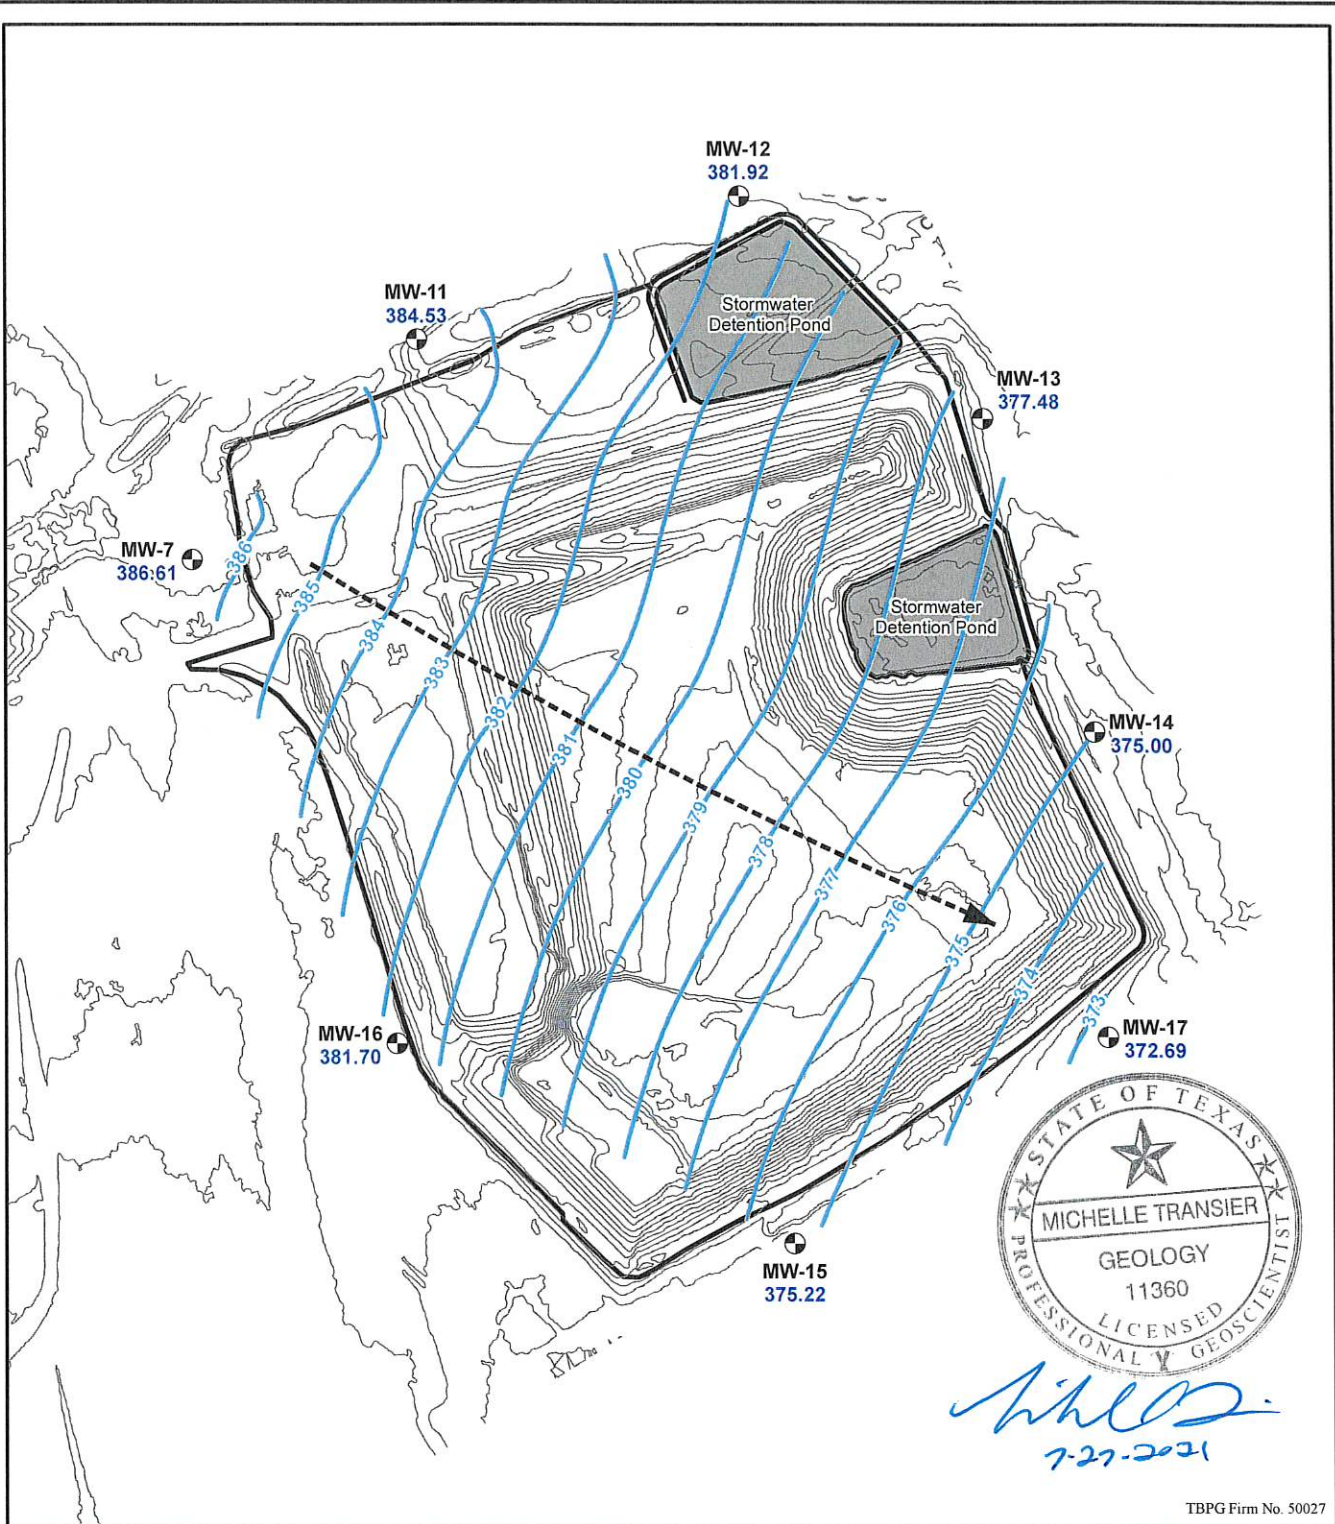 MW-12
381.92
MW-11
384.53
Stormwater
Detention Pond
MW-13
377.48
MW-7
386.61
386
385
384
383
382
381
380
379
378
377
376
375
374
373
Stormwater
Detention Pond
MW-14
375.00
MW-16
381.70
MW-17
372.69
MW-15
375.22
STATE OF TEXAS
MICHELLE TRANSIER
GEOLOGY
11360
LICENSED
PROFESSIONAL GEOSCIENTIST
7-27-2021
TBPG Firm No. 50027